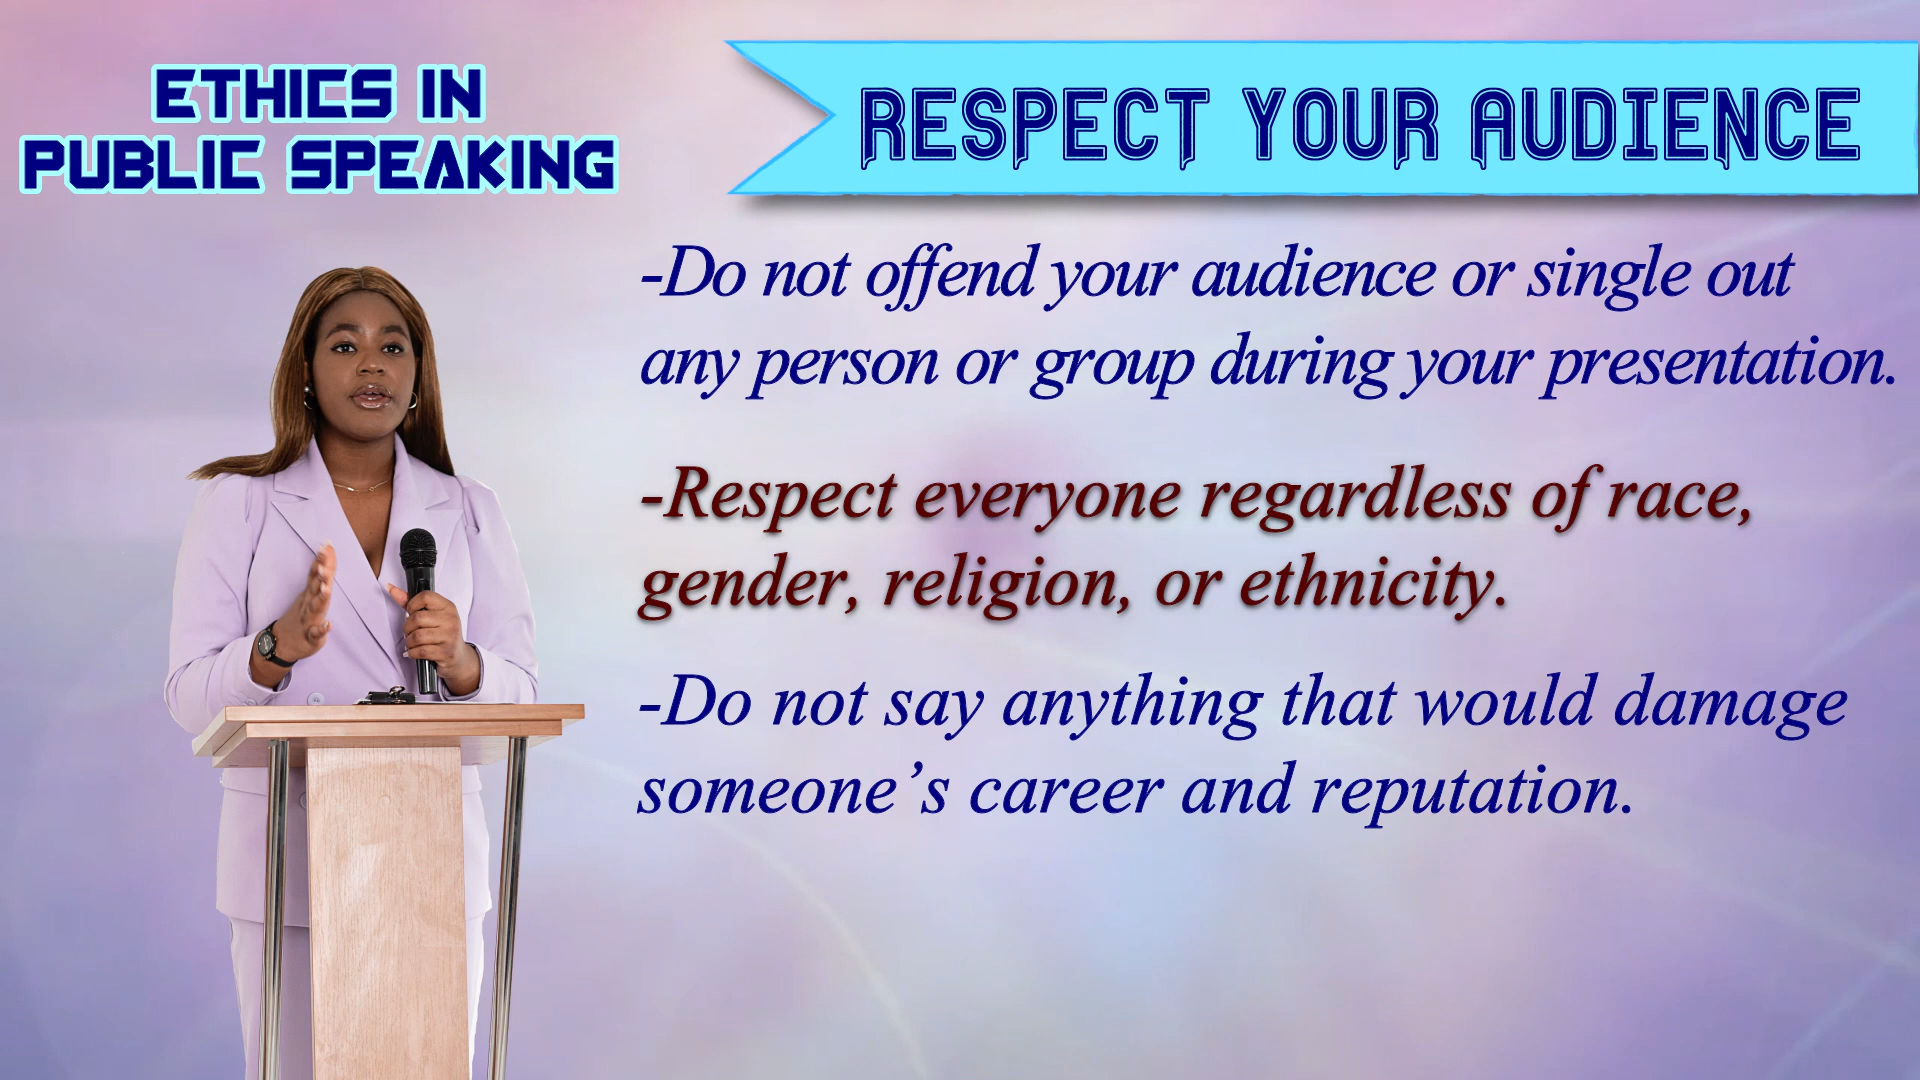 ETHICS IN
PUBLIC SPEAKING
RESPECT YOUR AUDIENCE
-Do not offend your audience or single out
any person or group during your presentation.
-Respect everyone regardless of race,
gender, religion, or ethnicity.
-Do not say anything that would damage
someone’s career and reputation.